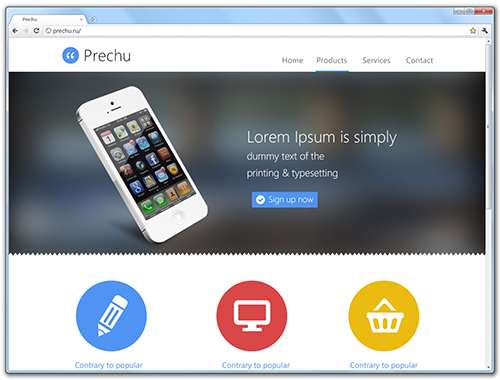 Prechu
prechu.ru/
Prechu
Home Products Services Contact
Lorem Ipsum is simply
dummy text of the
printing & typesetting
Sign up now
Contrary to popular Contrary to popular Contrary to popular